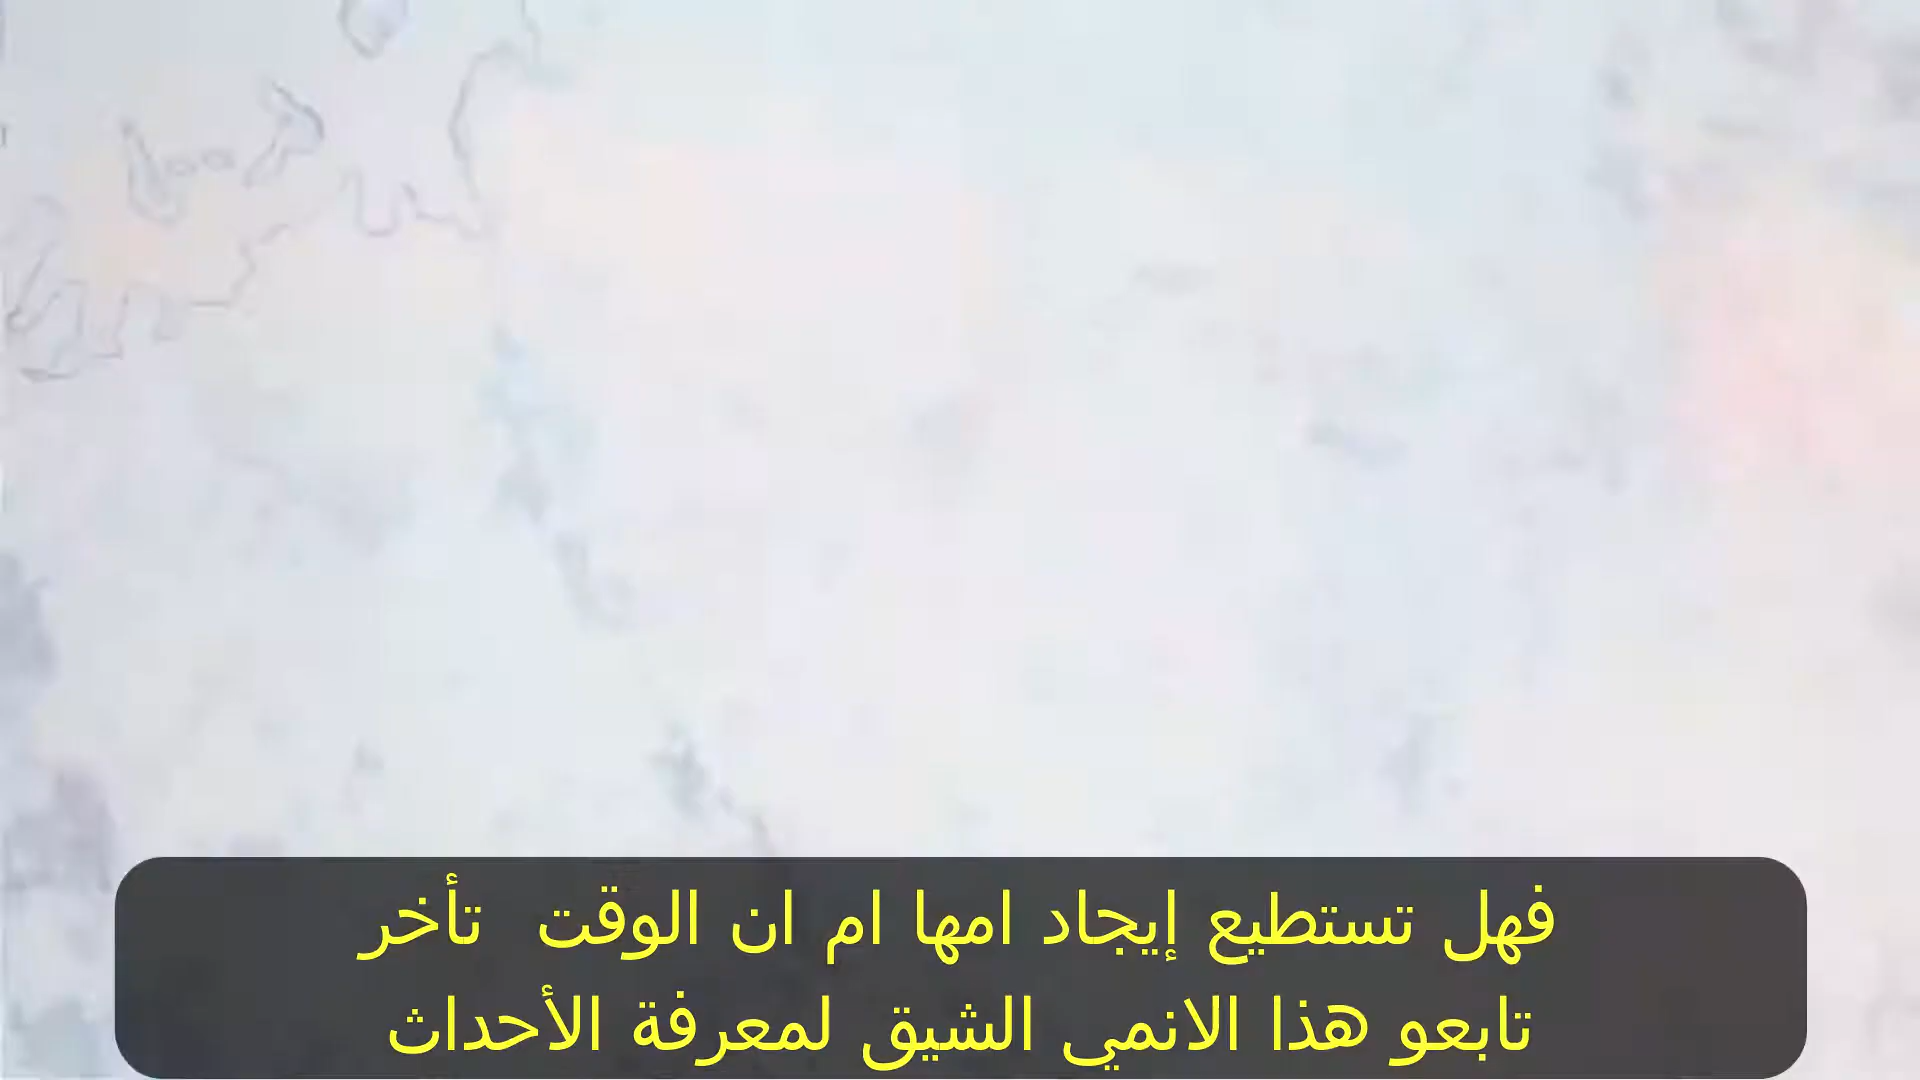 فهل تستطيع إيجاد امها ام ان الوقت تأخر
تابعو هذا الانمي الشيق لمعرفة الأحداث